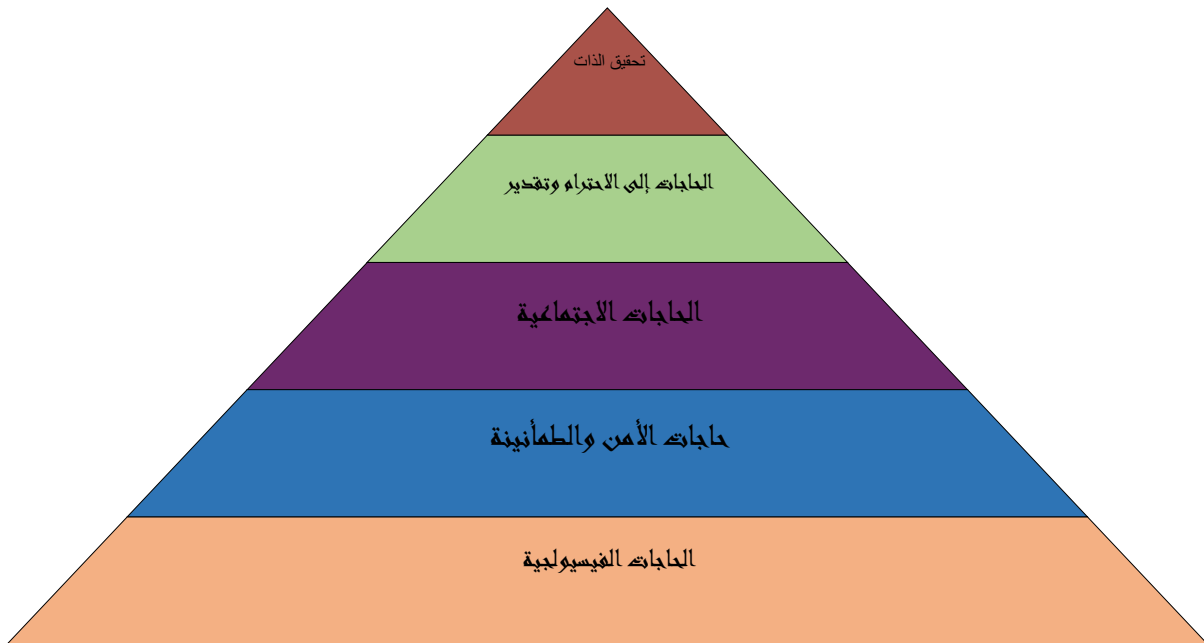 تحقيق الذات
الحاجات إلى الاحترام وتقدير
الحاجات الاجتماعية
حاجات الأمن والطمأنينة
الحاجات الفيسيولجية